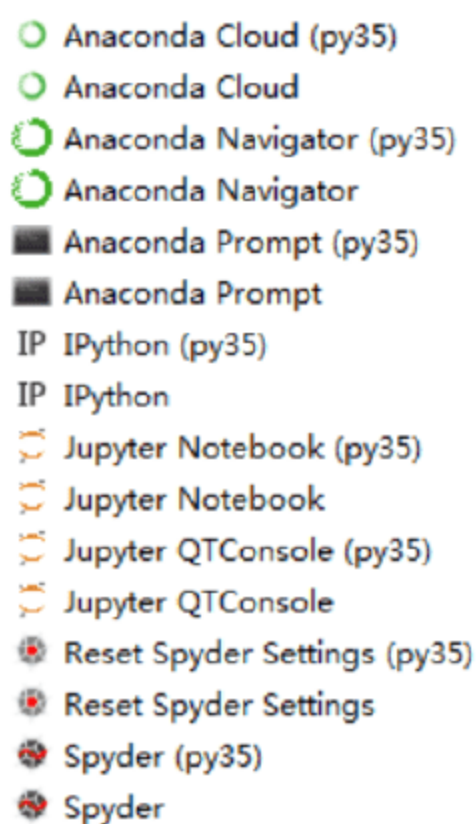 Anaconda Cloud (py35)
Anaconda Cloud
Anaconda Navigator (py35)
Anaconda Navigator
Anaconda Prompt (py35)
Anaconda Prompt
IP IPython (py35)
IP IPython
Jupyter Notebook (py35)
Jupyter Notebook
Jupyter QTConsole (py35)
Jupyter QTConsole
Reset Spyder Settings (py35)
Reset Spyder Settings
Spyder (py35)
Spyder